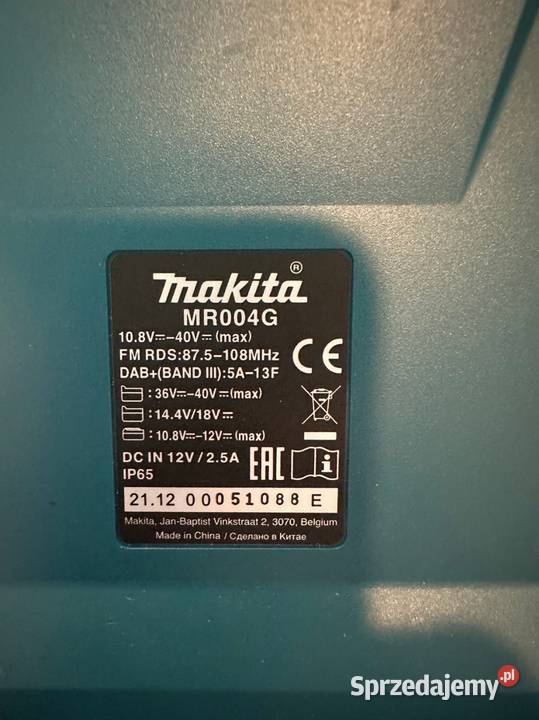 makita®
MR004G
10.8V⎓–40V⎓(max)
FM RDS:87.5–108MHz
DAB+(BAND III):5A–13F
CE
: 36V⎓–40V⎓(max)
: 14.4V/18V⎓
: 10.8V⎓–12V⎓(max)
DC IN 12V / 2.5A
EAC
IP65
21.12 00051088 E
Makita, Jan-Baptist Vinkstraat 2, 3070, Belgium
Made in China / Сделано в Китае
Sprzedajemy.pl